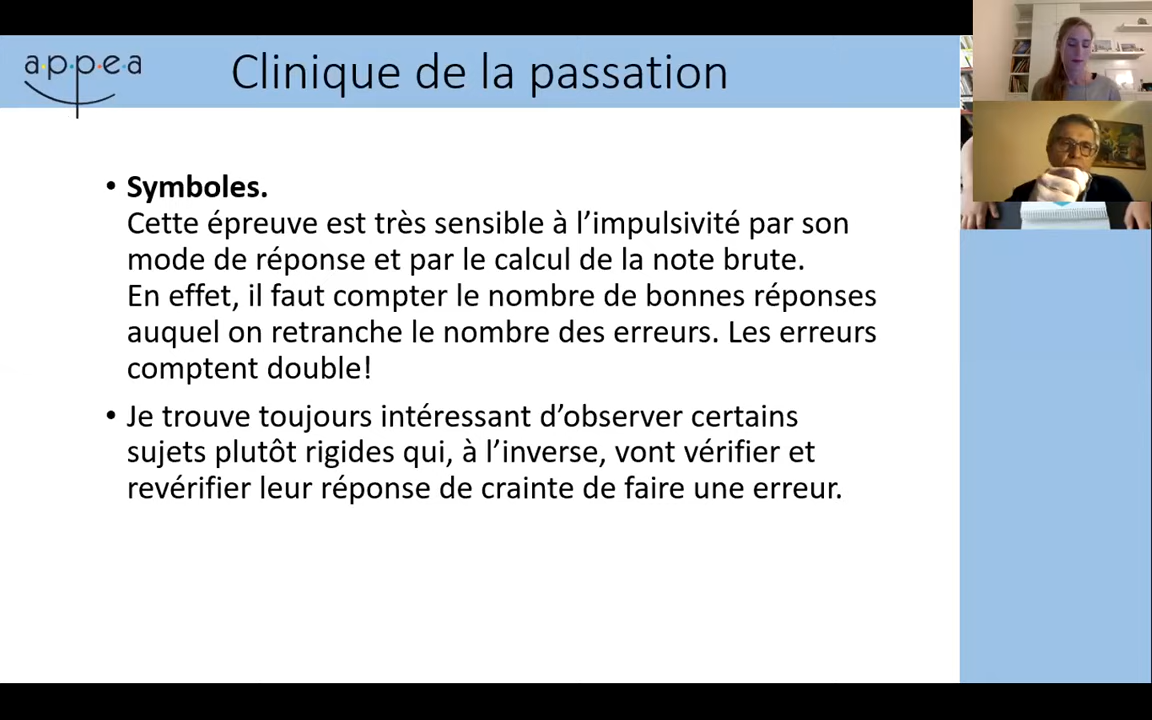 a·p·p·e·a
Clinique de la passation
• Symboles.
Cette épreuve est très sensible à l’impulsivité par son
mode de réponse et par le calcul de la note brute.
En effet, il faut compter le nombre de bonnes réponses
auquel on retranche le nombre des erreurs. Les erreurs
comptent double!
• Je trouve toujours intéressant d’observer certains
sujets plutôt rigides qui, à l’inverse, vont vérifier et
revérifier leur réponse de crainte de faire une erreur.